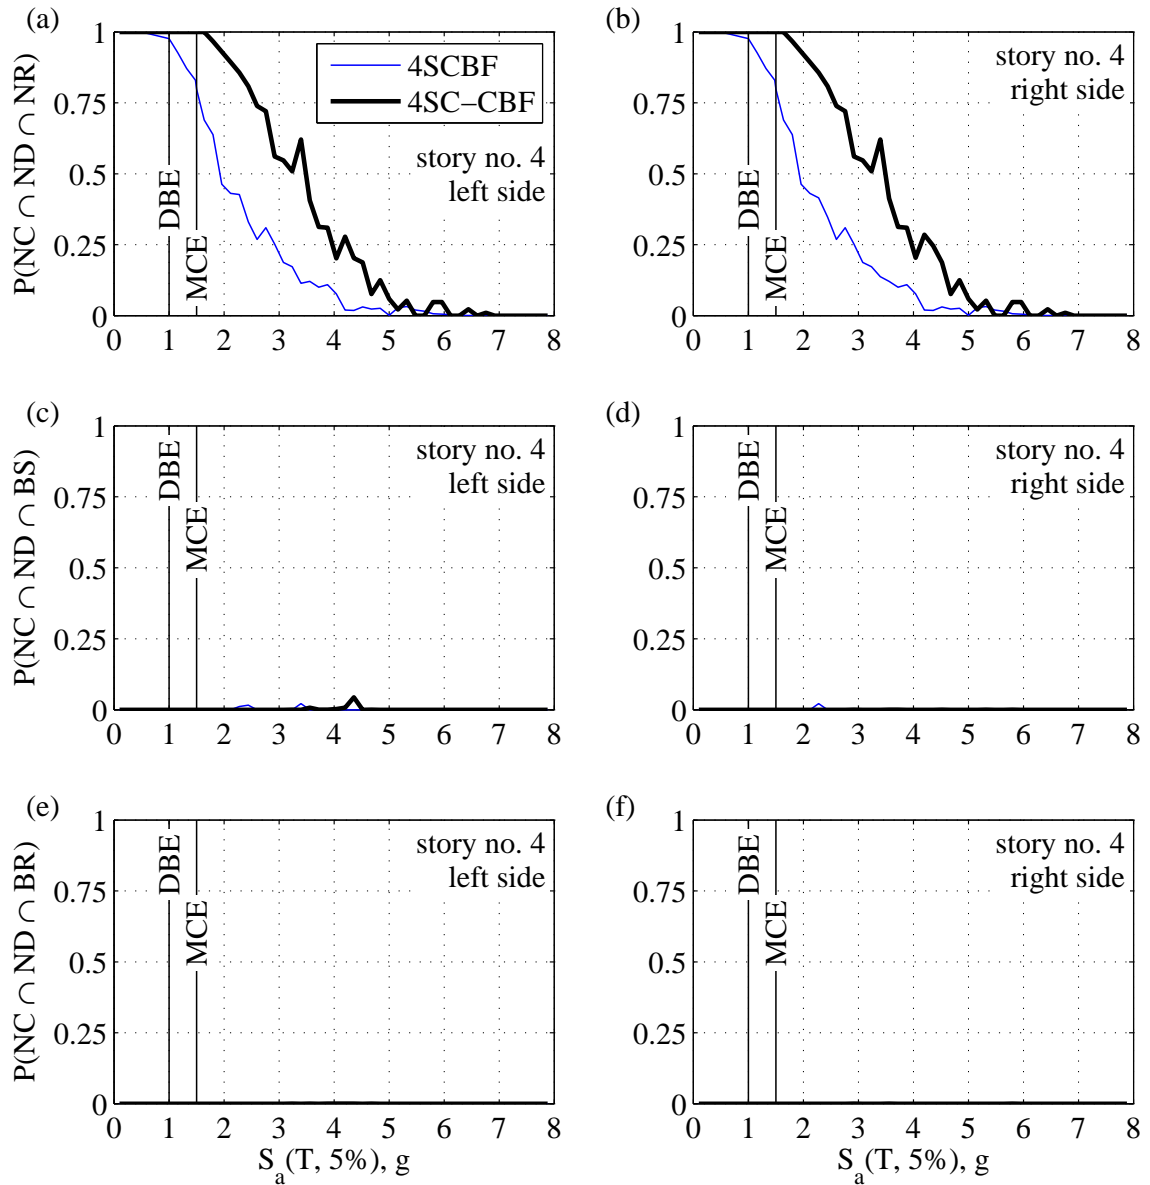 (a)
P(NC ∩ ND ∩ NR)
1
0.75
0.5
0.25
0
4SCBF
4SC−CBF
story no. 4
left side
DBE
MCE
0 1 2 3 4 5 6 7 8
(b)
1
0.75
0.5
0.25
0
story no. 4
right side
DBE
MCE
0 1 2 3 4 5 6 7 8
(c)
P(NC ∩ ND ∩ BS)
1
0.75
0.5
0.25
0
story no. 4
left side
DBE
MCE
0 1 2 3 4 5 6 7 8
(d)
1
0.75
0.5
0.25
0
story no. 4
right side
DBE
MCE
0 1 2 3 4 5 6 7 8
(e)
P(NC ∩ ND ∩ BR)
1
0.75
0.5
0.25
0
story no. 4
left side
DBE
MCE
0 1 2 3 4 5 6 7 8
S_a(T, 5%), g
(f)
1
0.75
0.5
0.25
0
story no. 4
right side
DBE
MCE
0 1 2 3 4 5 6 7 8
S_a(T, 5%), g